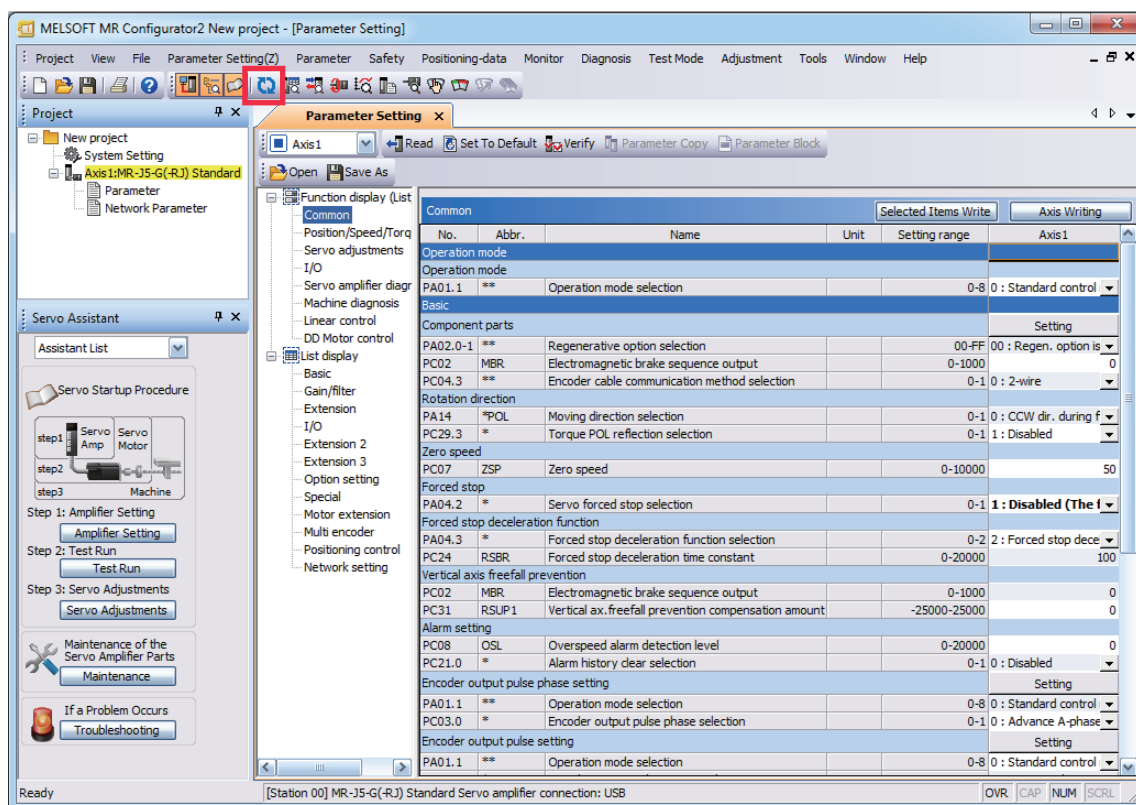 MELSOFT MR Configurator2 New project - [Parameter Setting]
Project View File Parameter Setting(Z) Parameter Safety Positioning-data Monitor Diagnosis Test Mode Adjustment Tools Window Help
Project
New project
System Setting
Axis1:MR-J5-G(-RJ) Standard
Parameter
Network Parameter
Servo Assistant
Assistant List
Servo Startup Procedure
step1 Servo Amp Servo Motor
step2
step3 Machine
Step 1: Amplifier Setting
Amplifier Setting
Step 2: Test Run
Test Run
Step 3: Servo Adjustments
Servo Adjustments
Maintenance of the
Servo Amplifier Parts
Maintenance
If a Problem Occurs
Troubleshooting
Parameter Setting
Axis1 Read Set To Default Verify Parameter Copy Parameter Block
Open Save As
Function display (List
Common
Position/Speed/Torq
Servo adjustments
I/O
Servo amplifier diagr
Machine diagnosis
Linear control
DD Motor control
List display
Basic
Gain/filter
Extension
I/O
Extension 2
Extension 3
Option setting
Special
Motor extension
Multi encoder
Positioning control
Network setting
Common Selected Items Write Axis Writing
No. Abbr. Name Unit Setting range Axis1
Operation mode
Operation mode
PA01.1 ** Operation mode selection 0-8 0 : Standard control
Basic
Component parts Setting
PA02.0-1 ** Regenerative option selection 00-FF 00 : Regen. option is
PC02 MBR Electromagnetic brake sequence output 0-1000 0
PC04.3 ** Encoder cable communication method selection 0-1 0 : 2-wire
Rotation direction
PA14 *POL Moving direction selection 0-1 0 : CCW dir. during f
PC29.3 * Torque POL reflection selection 0-1 1 : Disabled
Zero speed
PC07 ZSP Zero speed 0-10000 50
Forced stop
PA04.2 * Servo forced stop selection 0-1 1 : Disabled (The f
Forced stop deceleration function
PA04.3 * Forced stop deceleration function selection 0-2 2 : Forced stop dece
PC24 RSBR Forced stop deceleration time constant 0-20000 100
Vertical axis freefall prevention
PC02 MBR Electromagnetic brake sequence output 0-1000 0
PC31 RSUP1 Vertical ax.freefall prevention compensation amount -25000-25000 0
Alarm setting
PC08 OSL Overspeed alarm detection level 0-20000 0
PC21.0 * Alarm history clear selection 0-1 0 : Disabled
Encoder output pulse phase setting Setting
PA01.1 ** Operation mode selection 0-8 0 : Standard control
PC03.0 * Encoder output pulse phase selection 0-1 0 : Advance A-phase
Encoder output pulse setting Setting
PA01.1 ** Operation mode selection 0-8 0 : Standard control
Ready [Station 00] MR-J5-G(-RJ) Standard Servo amplifier connection: USB OVR CAP NUM SCRL